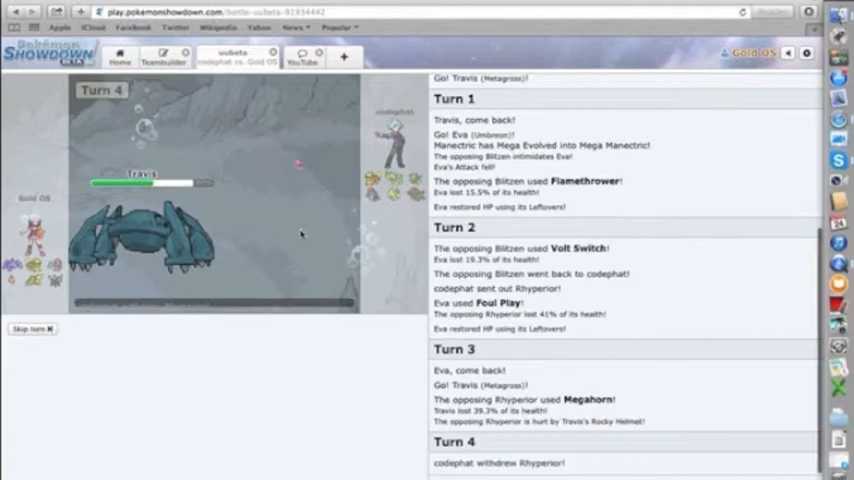 play.pokemonshowdown.com/battle-uubeta-91934442
Apple iCloud Facebook Twitter Wikipedia Yahoo News Popular
Pokémon
SHOWDOWN
BETA
Home
Teambuilder
uubeta
codephat vs. Gold OS
YouTube
Gold OS
Turn 4
codephat
Travis
Gold OS
Skip turn
Go! Travis (Metagross)!
Turn 1
Travis, come back!
Go! Eva (Umbreon)!
Manectric has Mega Evolved into Mega Manectric!
The opposing Blitzen intimidates Eva!
Eva's Attack fell!
The opposing Blitzen used Flamethrower!
Eva lost 15.5% of its health!
Eva restored HP using its Leftovers!
Turn 2
The opposing Blitzen used Volt Switch!
Eva lost 19.3% of its health!
The opposing Blitzen went back to codephat!
codephat sent out Rhyperior!
Eva used Foul Play!
The opposing Rhyperior lost 41% of its health!
Eva restored HP using its Leftovers!
Turn 3
Eva, come back!
Go! Travis (Metagross)!
The opposing Rhyperior used Megahorn!
Travis lost 39.3% of its health!
The opposing Rhyperior is hurt by Travis's Rocky Helmet!
Turn 4
codephat withdrew Rhyperior!